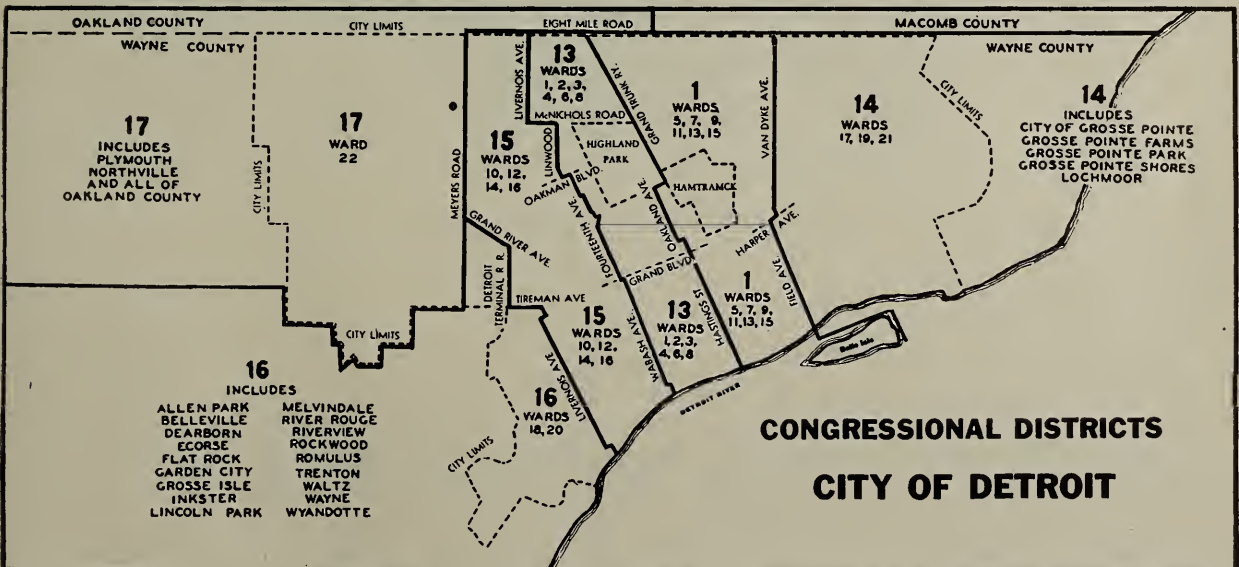 OAKLAND COUNTY
CITY LIMITS
EIGHT MILE ROAD
MACOMB COUNTY
WAYNE COUNTY
WAYNE COUNTY
17
INCLUDES
PLYMOUTH
NORTHVILLE
AND ALL OF
OAKLAND COUNTY
CITY LIMITS
17
WARD
22
MEYERS ROAD
LIVERNOIS AVE.
13
WARDS
1, 2, 3,
4, 6, 8
McNICHOLS ROAD
GRAND TRUNK RY.
1
WARDS
5, 7, 9,
11, 13, 15
VAN DYKE AVE.
14
WARDS
17, 19, 21
CITY LIMITS
14
INCLUDES
CITY OF GROSSE POINTE
GROSSE POINTE FARMS
GROSSE POINTE PARK
GROSSE POINTE SHORES
LOCHMOOR
15
WARDS
10, 12,
14, 16
LINWOOD
HIGHLAND
PARK
OAKMAN BLVD.
HAMTRAMCK
OAKLAND AVE.
GRAND RIVER AVE.
FOURTEENTH AVE.
GRAND BLVD.
HARPER AVE.
DETROIT
TERMINAL R R.
TIREMAN AVE
15
WARDS
10, 12,
14, 16
WABASH AVE.
13
WARDS
1, 2, 3,
4, 6, 8
HASTINGS ST.
1
WARDS
5, 7, 9,
11, 13, 15
FIELD AVE.
Belle Isle
DETROIT RIVER
CITY LIMITS
16
INCLUDES
ALLEN PARK
BELLEVILLE
DEARBORN
ECORSE
FLAT ROCK
GARDEN CITY
GROSSE ISLE
INKSTER
LINCOLN PARK
MELVINDALE
RIVER ROUGE
RIVERVIEW
ROCKWOOD
ROMULUS
TRENTON
WALTZ
WAYNE
WYANDOTTE
LIVERNOIS AVE
16
WARDS
18, 20
CITY LIMITS
CONGRESSIONAL DISTRICTS
CITY OF DETROIT